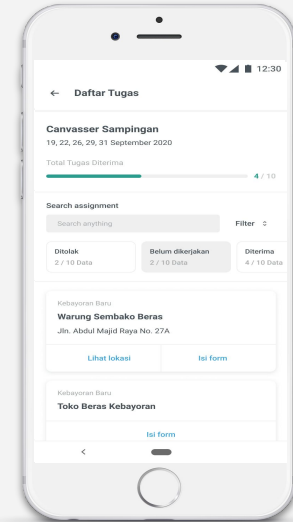 12:30
← Daftar Tugas
Canvasser Sampingan
19, 22, 26, 29, 31 September 2020
Total Tugas Diterima
4 / 10
Search assignment
Search anything
Filter
Ditolak
2 / 10 Data
Belum dikerjakan
2 / 10 Data
Diterima
4 / 10 Data
Kebayoran Baru
Warung Sembako Beras
Jln. Abdul Majid Raya No. 27A
Lihat lokasi
Isi form
Kebayoran Baru
Toko Beras Kebayoran
Isi form